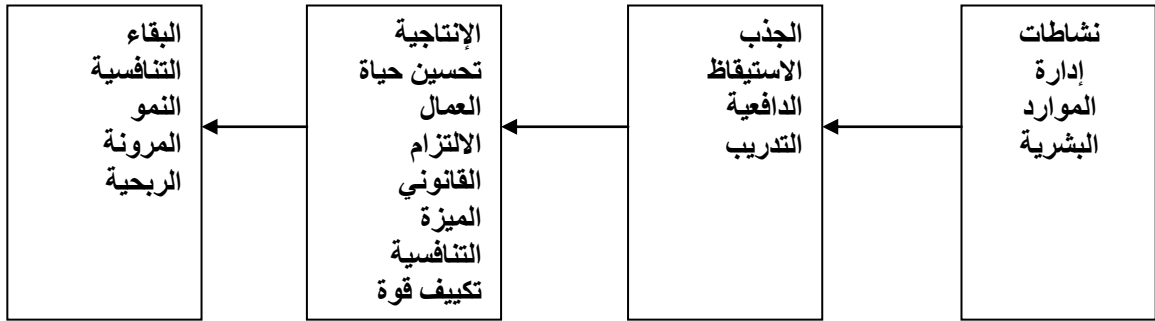 نشاطات
إدارة
الموارد
البشرية
الجذب
الاستيقاظ
الدافعية
التدريب
الإنتاجية
تحسين حياة
العمال
الالتزام
القانوني
الميزة
التنافسية
تكييف قوة
البقاء
التنافسية
النمو
المرونة
الربحية